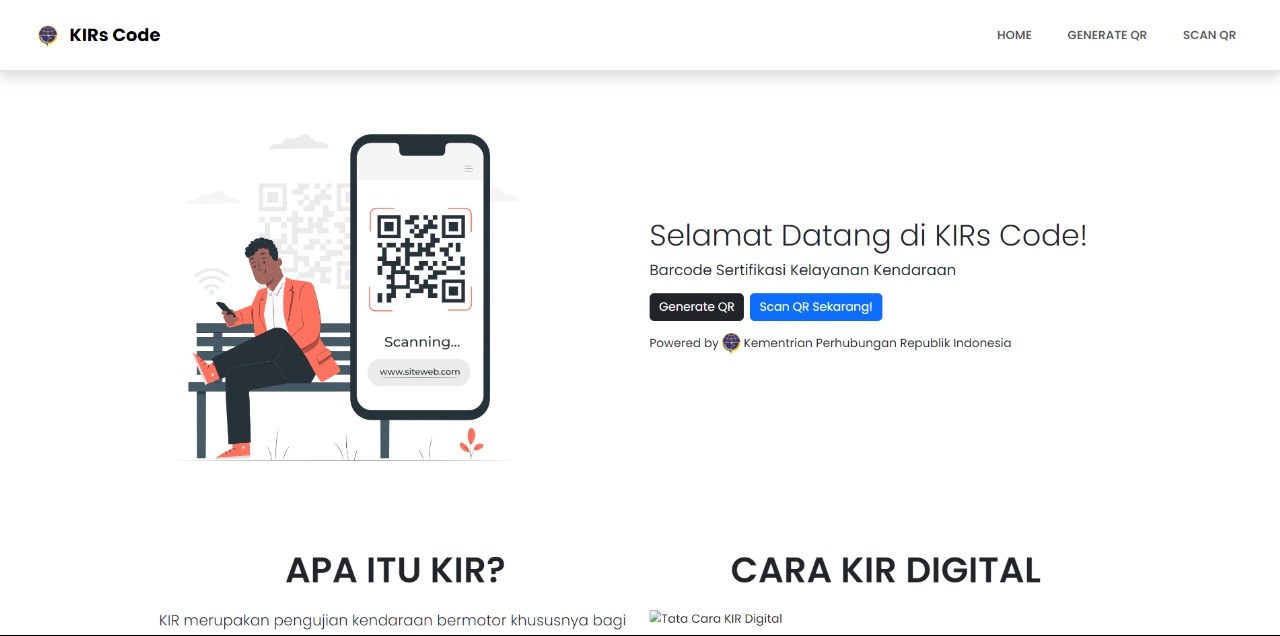 KIRs Code
HOME
GENERATE QR
SCAN QR
Scanning...
www.siteweb.com
Selamat Datang di KIRs Code!
Barcode Sertifikasi Kelayanan Kendaraan
Generate QR
Scan QR Sekarang!
Powered by Kementrian Perhubungan Republik Indonesia
APA ITU KIR?
KIR merupakan pengujian kendaraan bermotor khususnya bagi
CARA KIR DIGITAL
Tata Cara KIR Digital